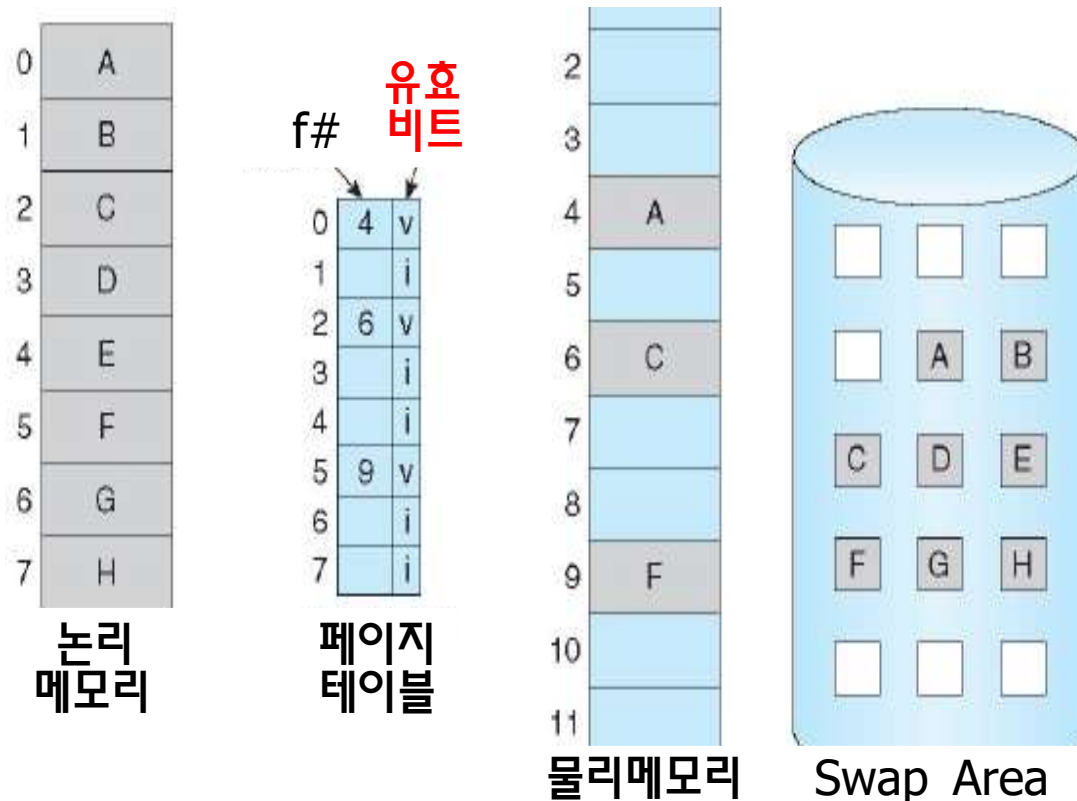 0 A
1 B
2 C
3 D
4 E
5 F
6 G
7 H
논리
메모리
f#
유효
비트
0 4 v
1 i
2 6 v
3 i
4 i
5 9 v
6 i
7 i
페이지
테이블
2
3
4 A
5
6 C
7
8
9 F
10
11
물리메모리
A B
C D E
F G H
Swap Area